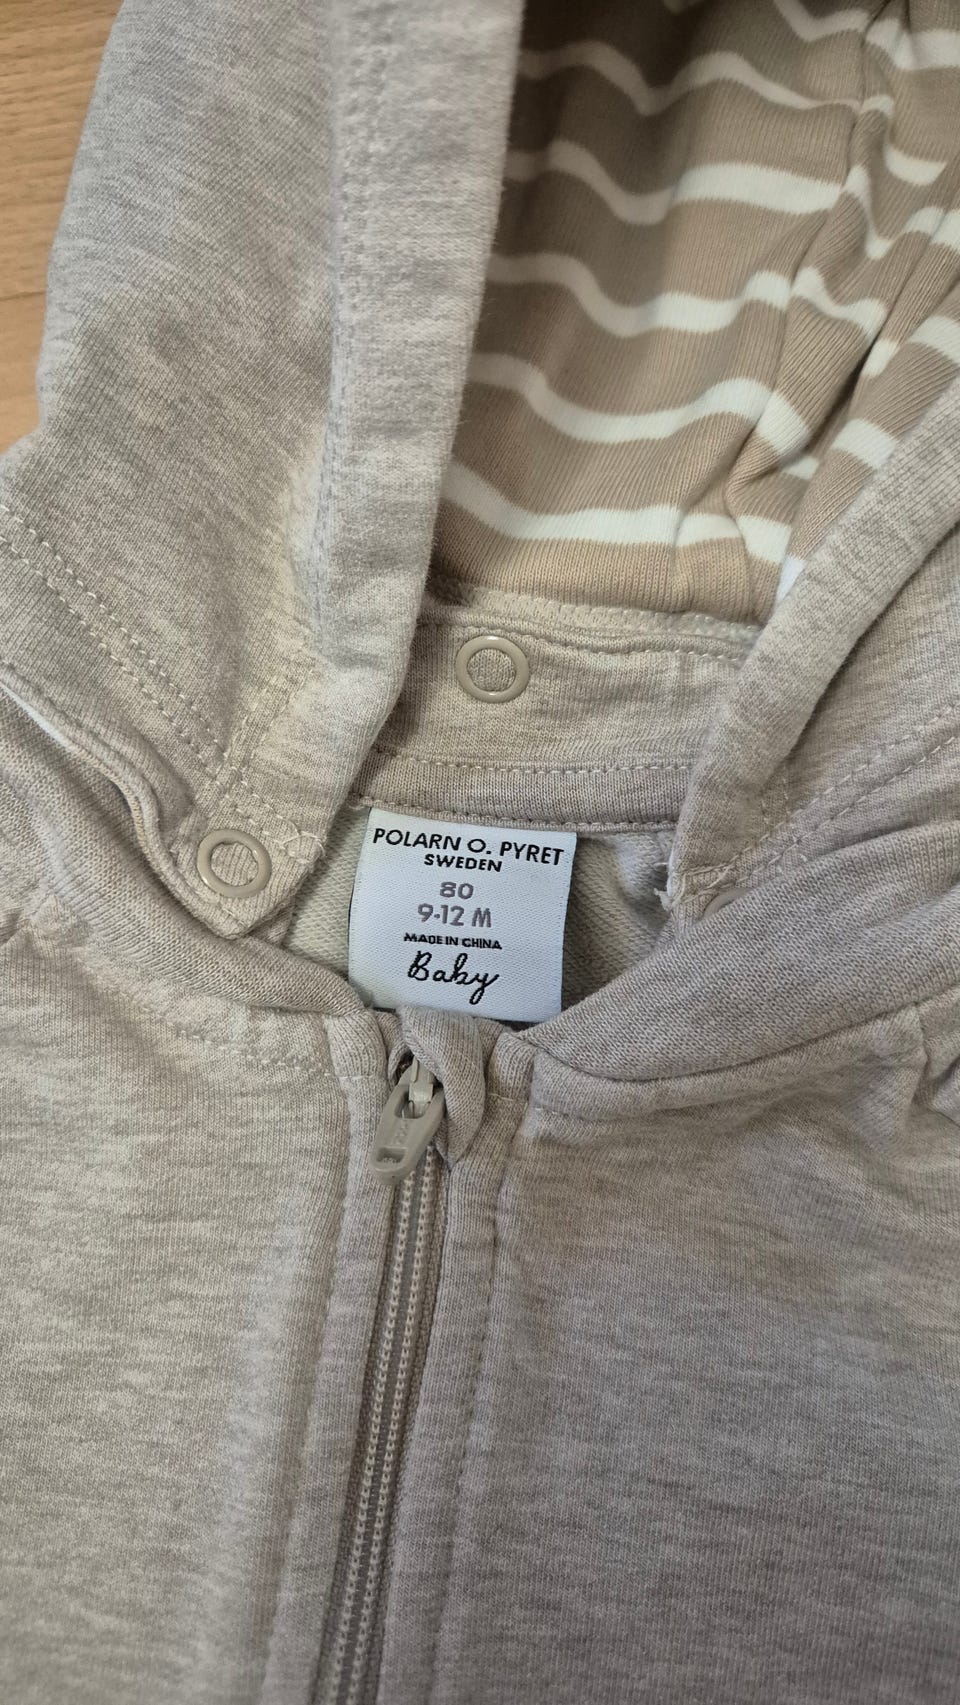 POLARN O. PYRET
SWEDEN
80
9-12 M
MADE IN CHINA
Baby